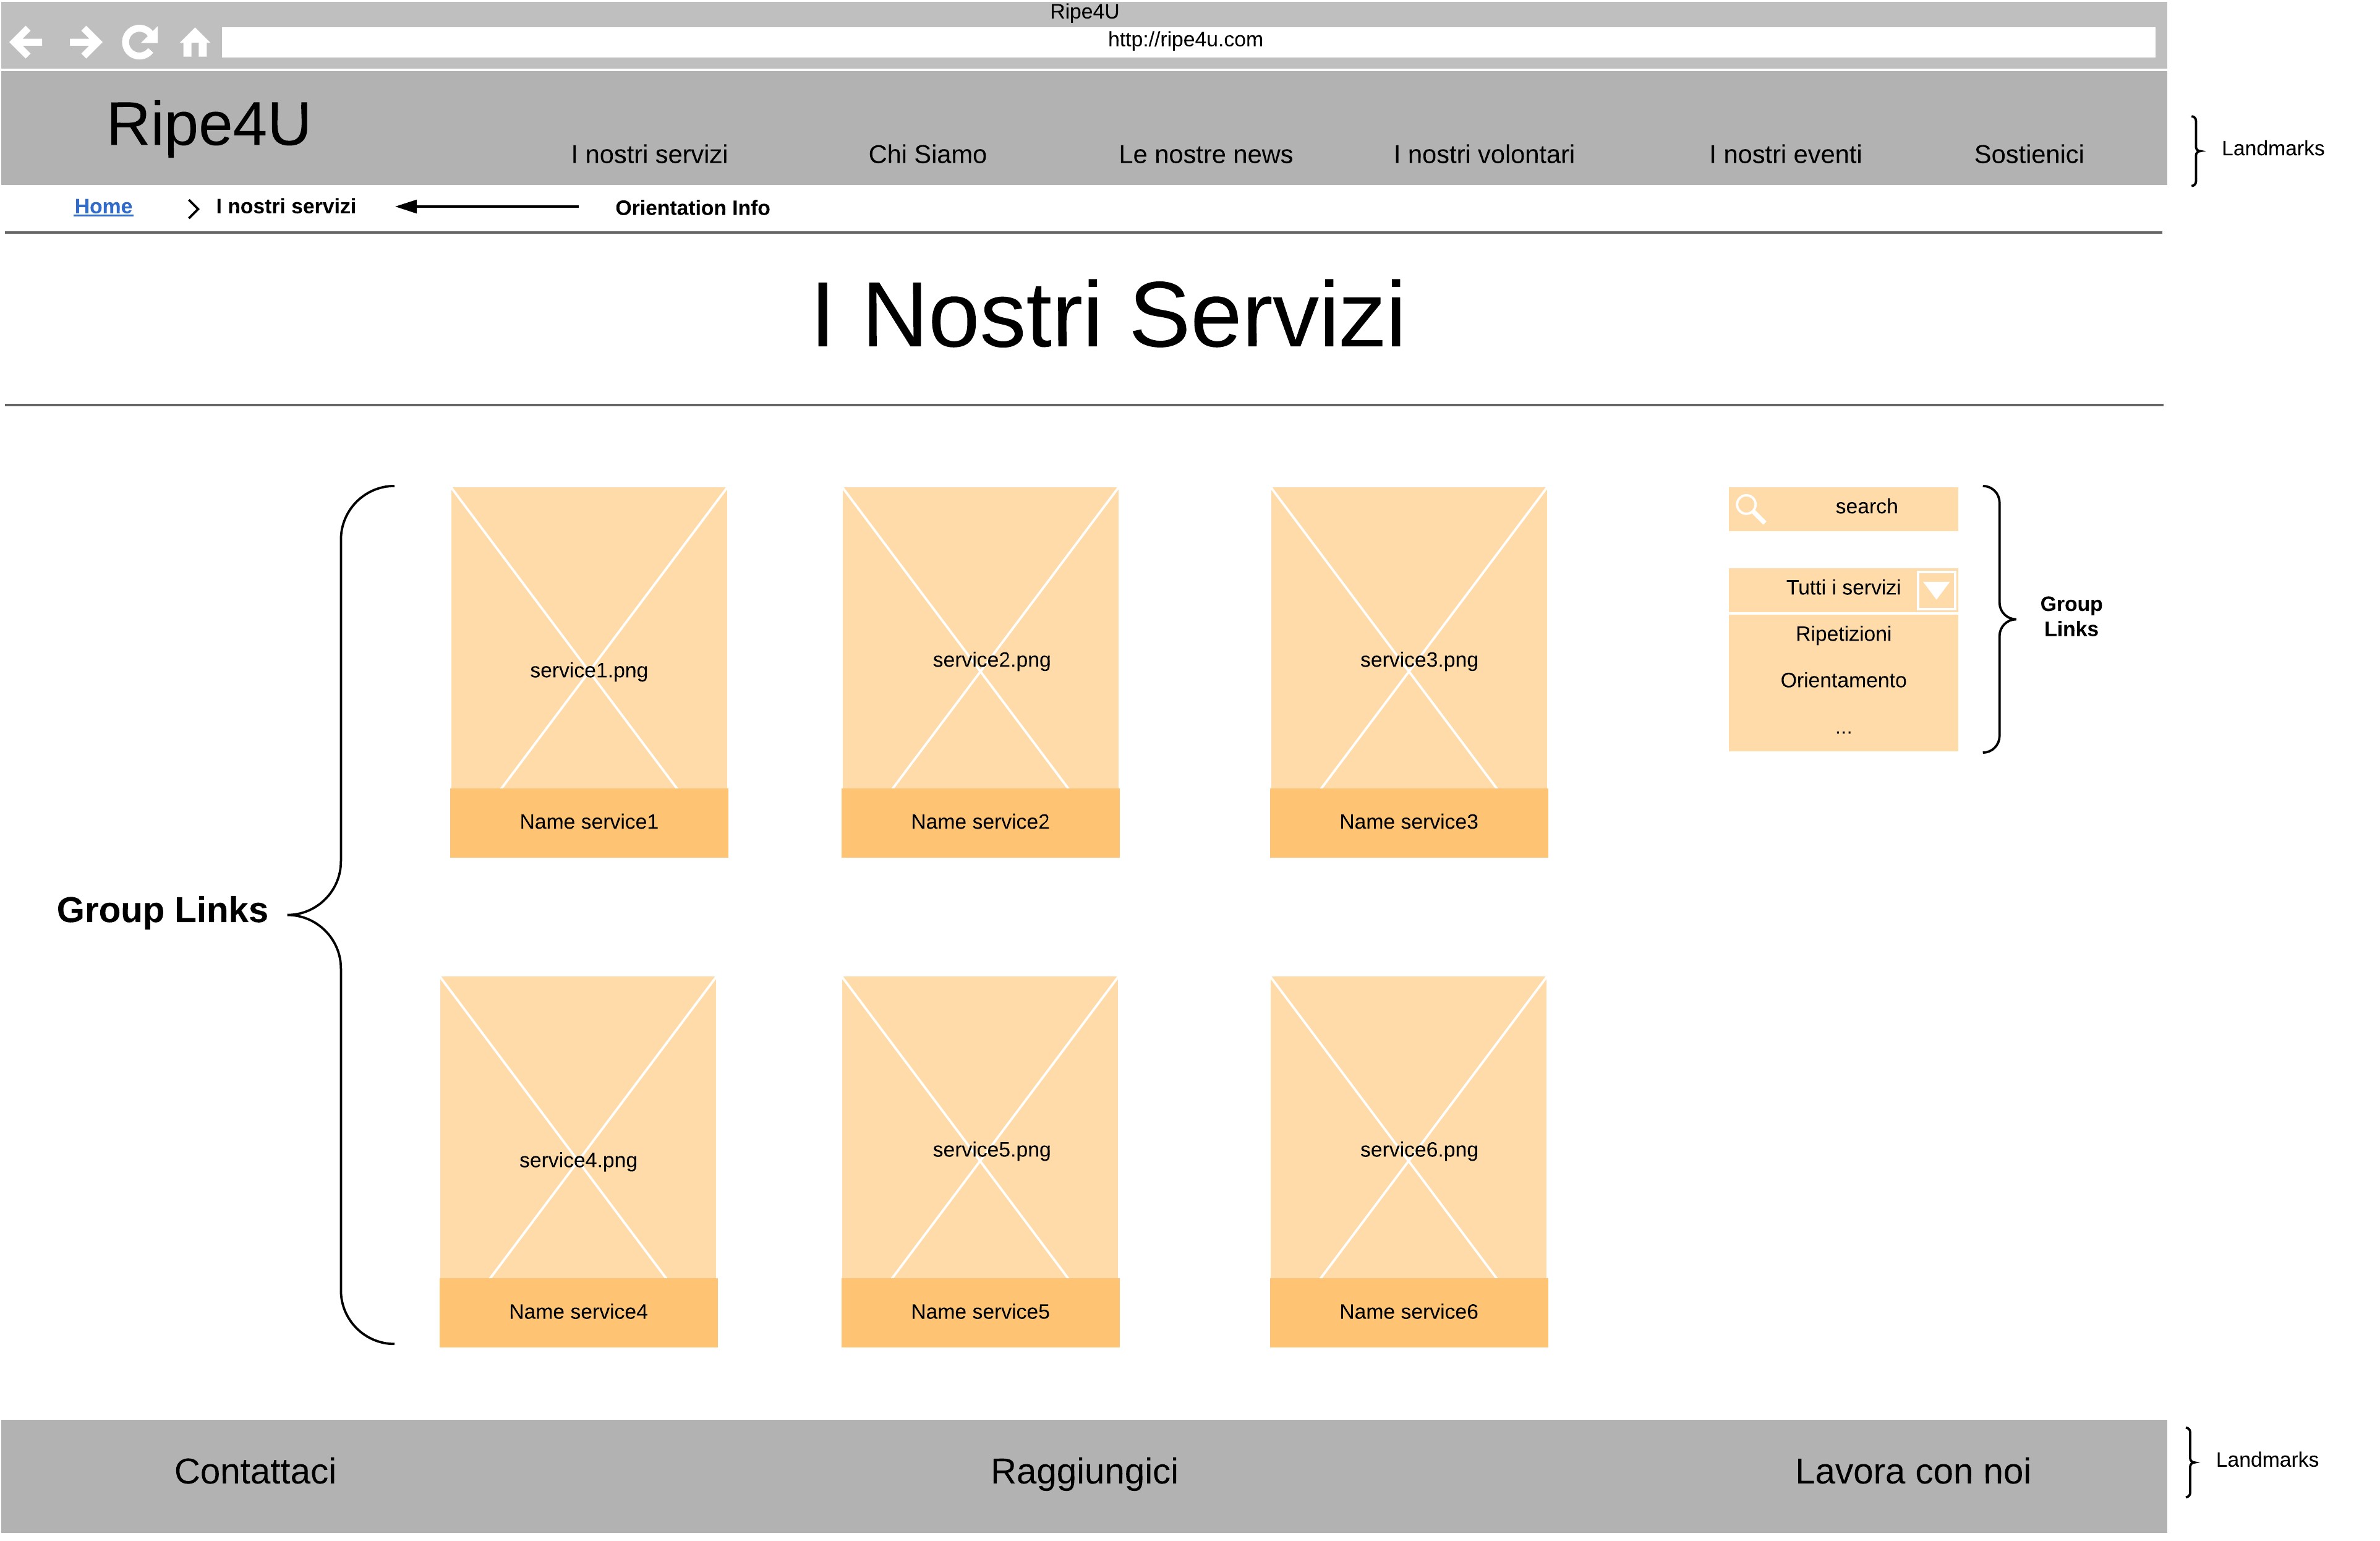 Ripe4U
http://ripe4u.com
Ripe4U
I nostri servizi
Chi Siamo
Le nostre news
I nostri volontari
I nostri eventi
Sostienici
Landmarks
Home
I nostri servizi
Orientation Info
I Nostri Servizi
search
Tutti i servizi
Ripetizioni
Orientamento
...
Group
Links
service1.png
service2.png
service3.png
Name service1
Name service2
Name service3
Group Links
service4.png
service5.png
service6.png
Name service4
Name service5
Name service6
Contattaci
Raggiungici
Lavora con noi
Landmarks